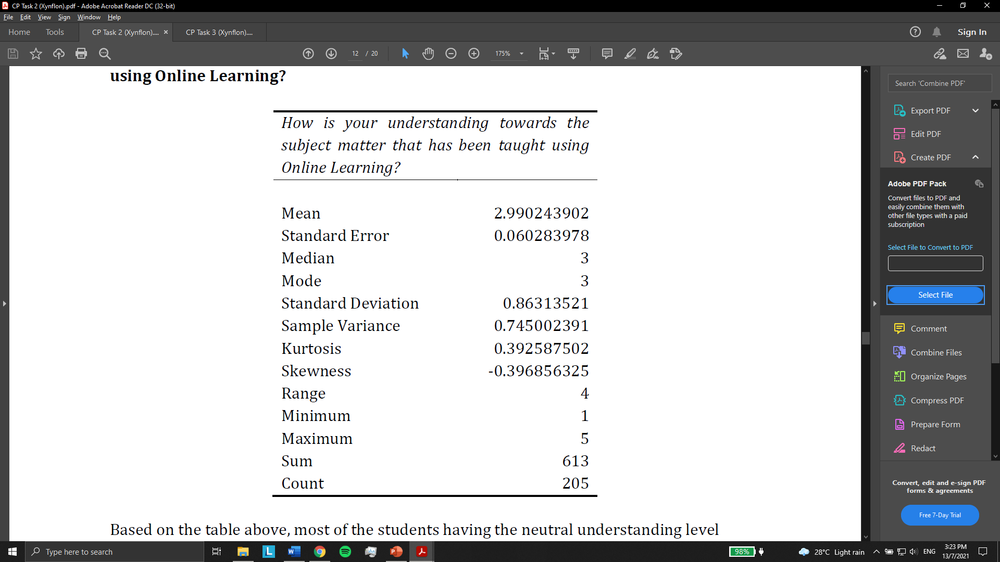 CP Task 2 (Xynflon).pdf - Adobe Acrobat Reader DC (32-bit)
File Edit View Sign Window Help
Home Tools CP Task 2 (Xynflon).... × CP Task 3 (Xynflon).... Sign In
12 / 20 175%
using Online Learning?
How is your understanding towards the
subject matter that has been taught using
Online Learning?
Mean 2.990243902
Standard Error 0.060283978
Median 3
Mode 3
Standard Deviation 0.86313521
Sample Variance 0.745002391
Kurtosis 0.392587502
Skewness -0.396856325
Range 4
Minimum 1
Maximum 5
Sum 613
Count 205
Based on the table above, most of the students having the neutral understanding level
Search 'Combine PDF'
Export PDF
Edit PDF
Create PDF
Adobe PDF Pack
Convert files to PDF and
easily combine them with
other file types with a paid
subscription
Select File to Convert to PDF
Select File
Comment
Combine Files
Organize Pages
Compress PDF
Prepare Form
Redact
Convert, edit and e-sign PDF
forms & agreements
Free 7-Day Trial
Type here to search
98%
28°C Light rain
ENG
3:23 PM
13/7/2021